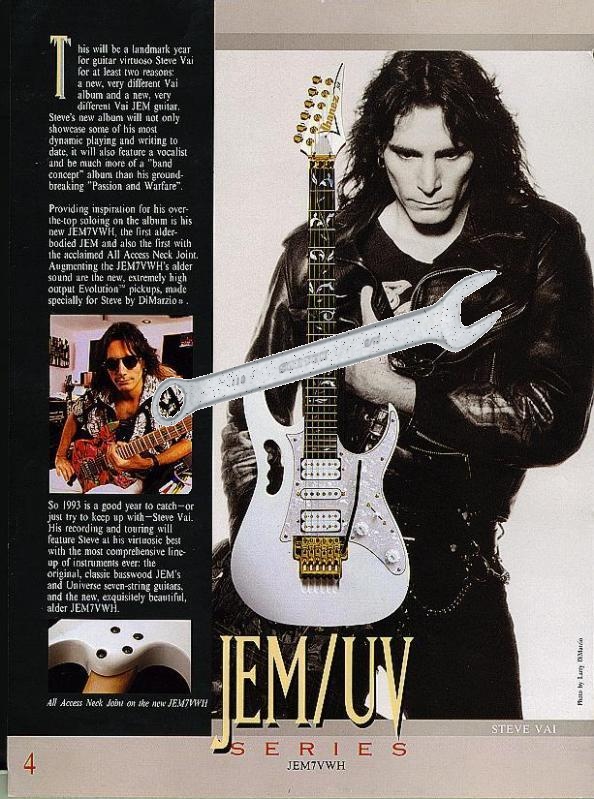 This will be a landmark year
for guitar virtuoso Steve Vai
for at least two reasons:
a new, very different Vai
album and a new, very
different Vai JEM guitar.
Steve's new album will not only
showcase some of his most
dynamic playing and writing to
date, it will also feature a vocalist
and be much more of a "band
concept" album than his ground-
breaking "Passion and Warfare".
Providing inspiration for his over-
the-top soloing on the album is his
new JEM7VWH, the first alder-
bodied JEM and also the first with
the acclaimed All Access Neck Joint.
Augmenting the JEM7VWH's alder
sound are the new, extremely high
output Evolution™ pickups, made
specially for Steve by DiMarzio®.
So 1993 is a good year to catch—or
just try to keep up with—Steve Vai.
His recording and touring will
feature Steve at his virtuosic best
with the most comprehensive line-
up of instruments ever: the
original, classic basswood JEM's
and Universe seven-string guitars,
and the new, exquisitely beautiful,
alder JEM7VWH.
All Access Neck Joint on the new JEM7VWH
4
Ibanez
JEM/UV
SERIES
JEM7VWH
STEVE VAI
Photo by Larry DiMarzio